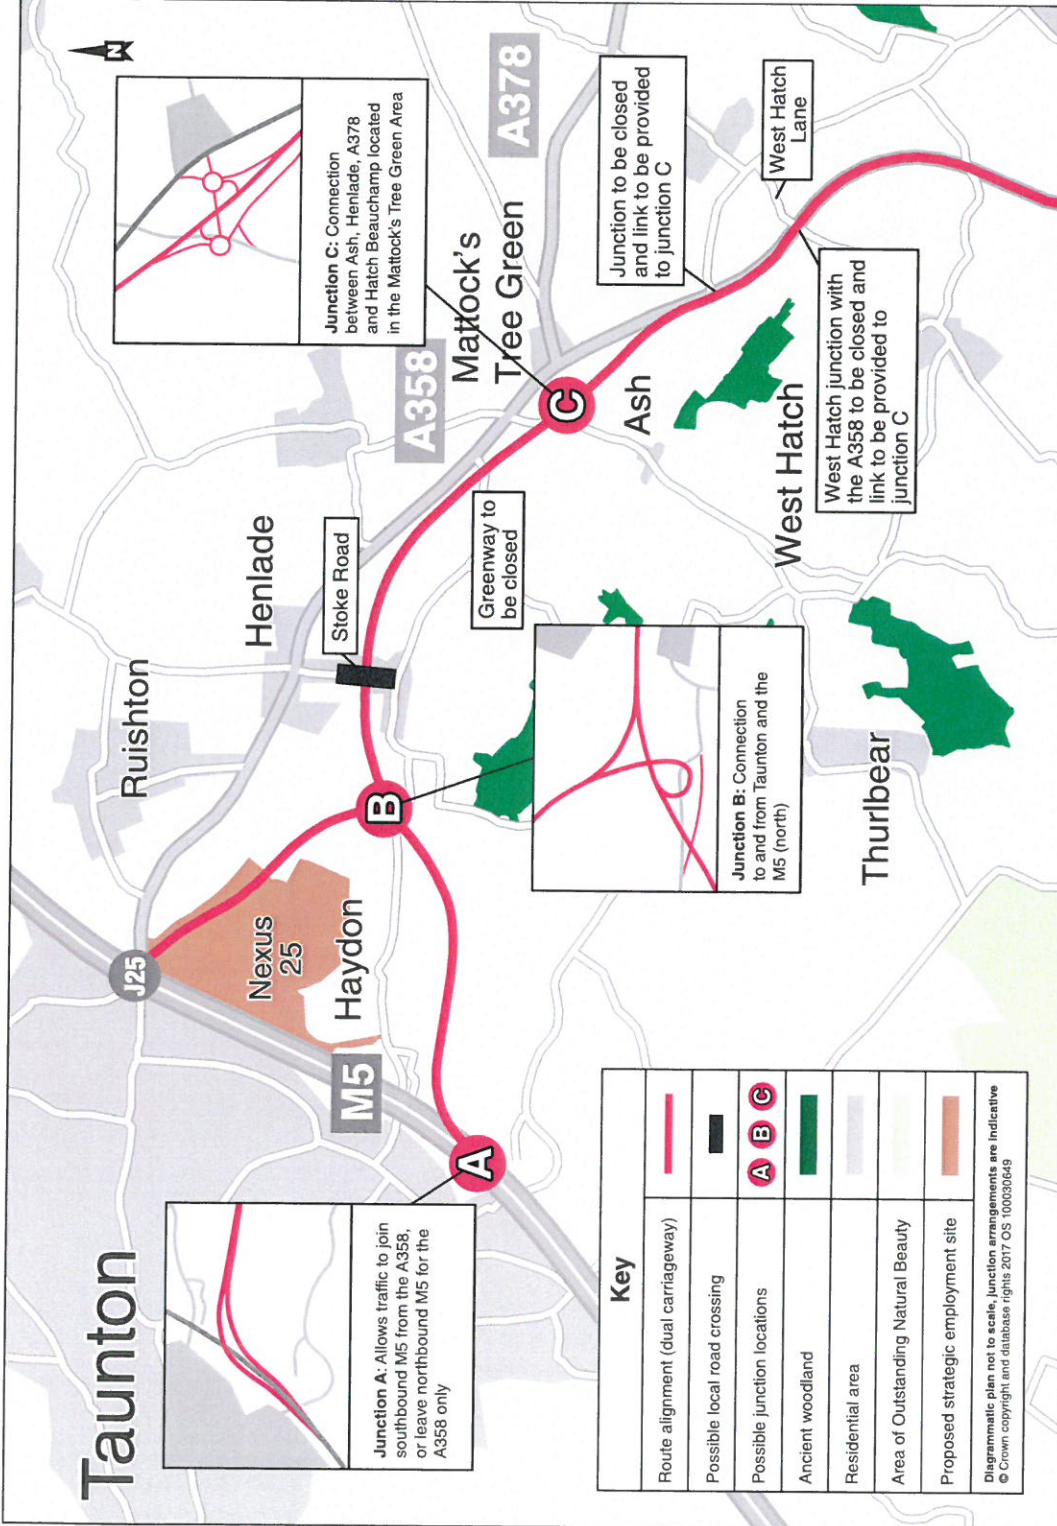 Taunton
Junction A: Allows traffic to join
southbound M5 from the A358,
or leave northbound M5 for the
A358 only
J25
M5
Nexus
25
Haydon
A
B
C
Ruishton
Henlade
Stoke Road
Greenway to
be closed
A358
Mattock's
Tree Green
A378
N
Junction C: Connection
between Ash, Henlade, A378
and Hatch Beauchamp located
in the Mattock's Tree Green Area
Ash
Junction to be closed
and link to be provided
to junction C
West Hatch
Lane
West Hatch
West Hatch junction with
the A358 to be closed and
link to be provided to
junction C
Junction B: Connection
to and from Taunton and the
M5 (north)
Thurlbear
Key
Route alignment (dual carriageway)
Possible local road crossing
Possible junction locations
A B C
Ancient woodland
Residential area
Area of Outstanding Natural Beauty
Proposed strategic employment site
Diagrammatic plan not to scale, junction arrangements are indicative
© Crown copyright and database rights 2017 OS 100030649